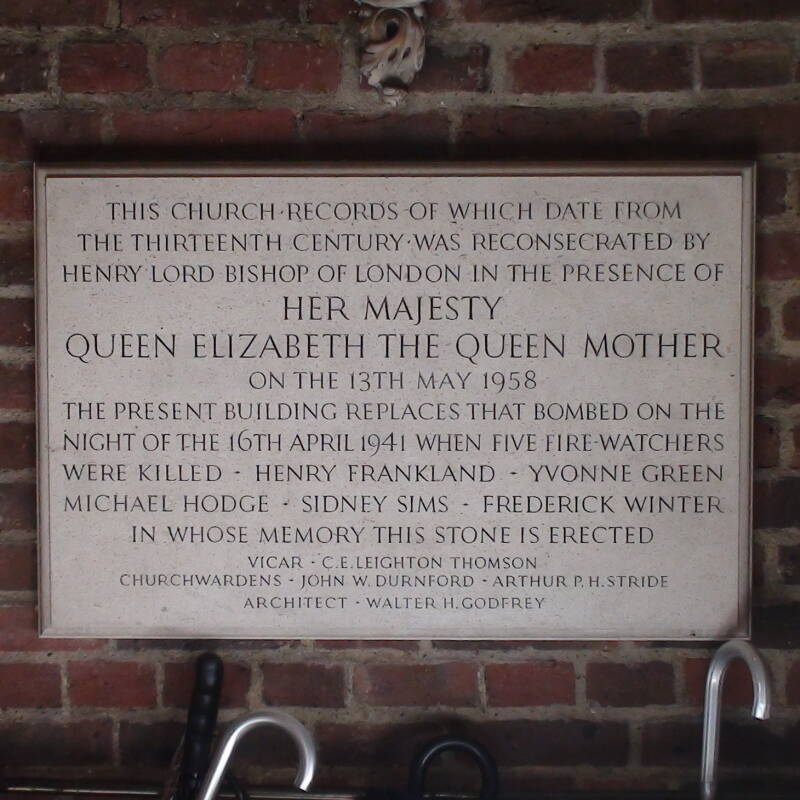 THIS CHURCH·RECORDS·OF WHICH DATE FROM
THE THIRTEENTH CENTURY·WAS RECONSECRATED BY
HENRY LORD BISHOP OF LONDON IN THE PRESENCE OF
HER MAJESTY
QUEEN ELIZABETH THE QUEEN MOTHER
ON THE 13TH MAY 1958
THE PRESENT BUILDING REPLACES THAT BOMBED ON THE
NIGHT OF THE 16TH APRIL 1941 WHEN FIVE FIRE-WATCHERS
WERE KILLED - HENRY FRANKLAND - YVONNE GREEN
MICHAEL HODGE - SIDNEY SIMS - FREDERICK WINTER
IN WHOSE MEMORY THIS STONE IS ERECTED
VICAR - C.E.LEIGHTON THOMSON
CHURCHWARDENS - JOHN W. DURNFORD - ARTHUR P.H.STRIDE
ARCHITECT - WALTER H.GODFREY